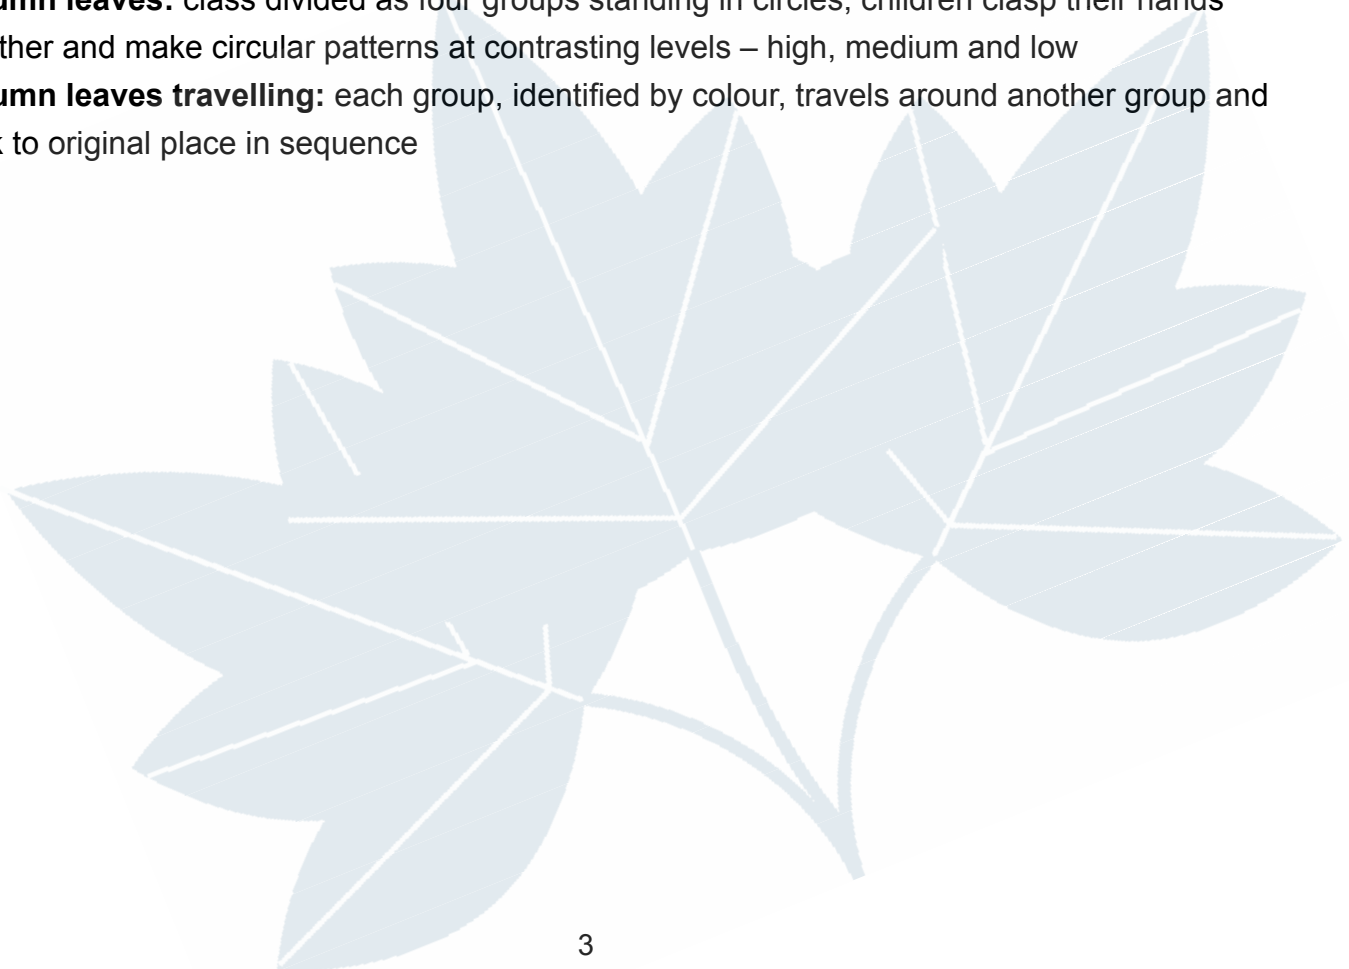 umn leaves: class divided as four groups standing in circles; children clasp their hands
ther and make circular patterns at contrasting levels – high, medium and low
umn leaves travelling: each group, identified by colour, travels around another group and
k to original place in sequence
3